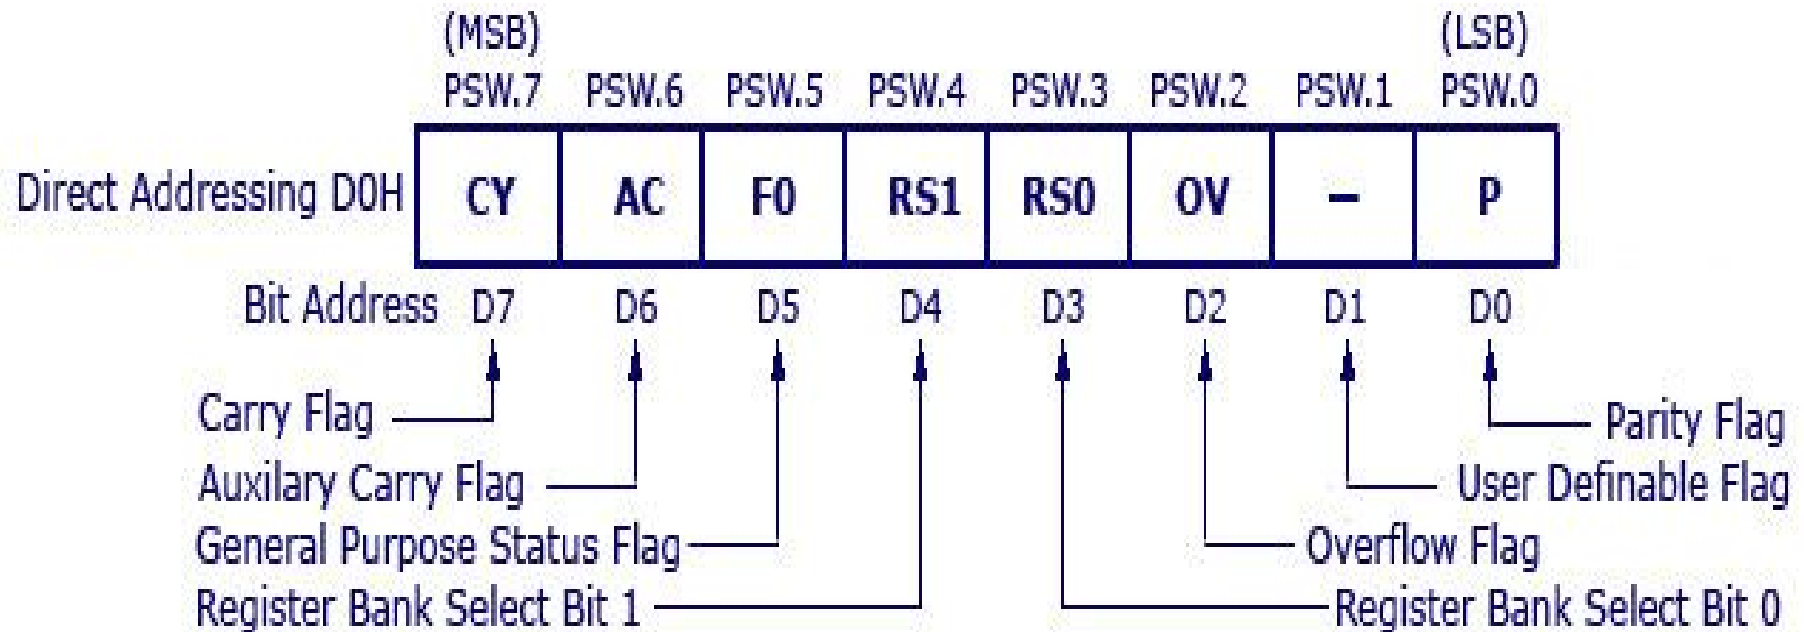 (MSB) (LSB)
PSW.7 PSW.6 PSW.5 PSW.4 PSW.3 PSW.2 PSW.1 PSW.0
Direct Addressing D0H CY AC F0 RS1 RS0 OV – P
Bit Address D7 D6 D5 D4 D3 D2 D1 D0
Carry Flag Parity Flag
Auxilary Carry Flag User Definable Flag
General Purpose Status Flag Overflow Flag
Register Bank Select Bit 1 Register Bank Select Bit 0